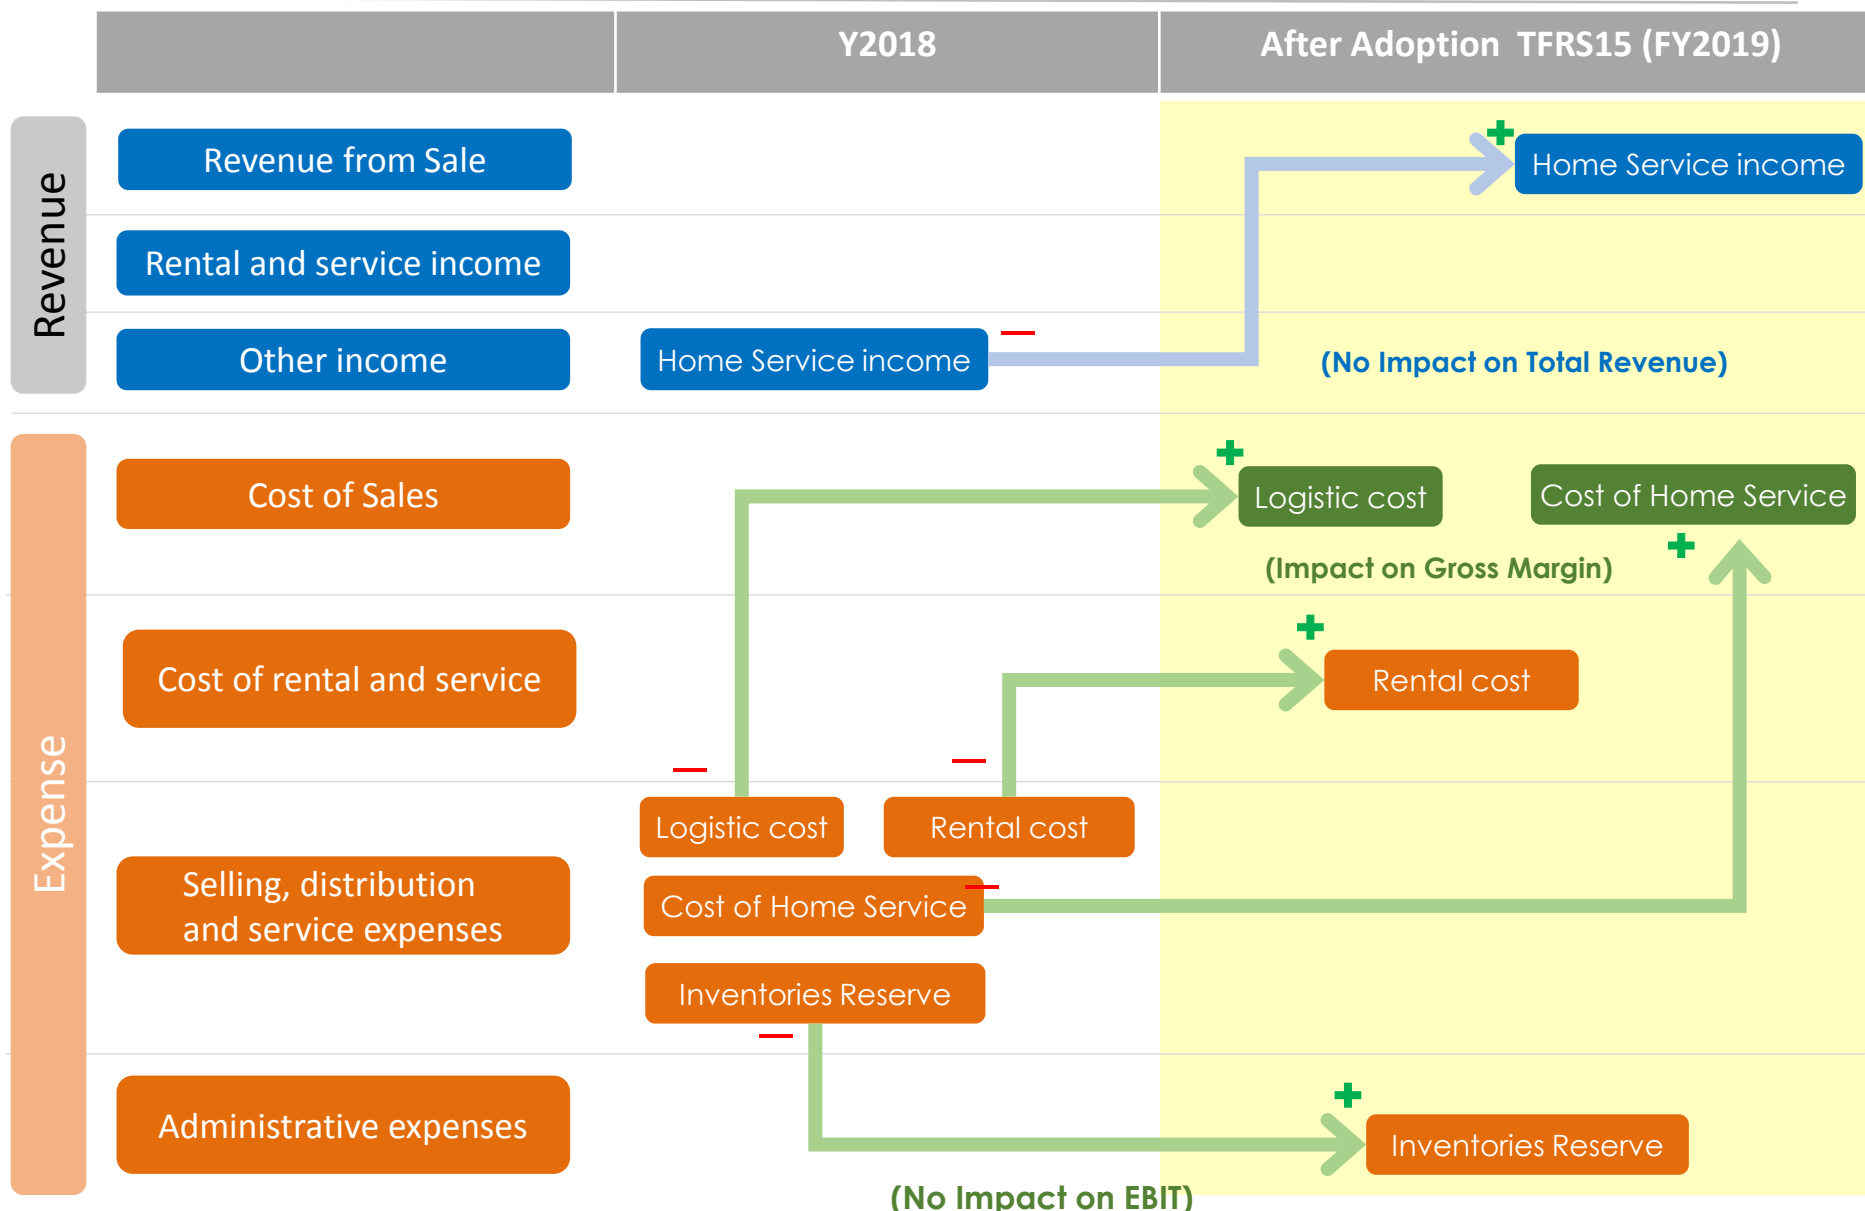 Y2018
After Adoption TFRS15 (FY2019)
Revenue
Revenue from Sale
Home Service income
Rental and service income
Other income
Home Service income
(No Impact on Total Revenue)
Expense
Cost of Sales
Logistic cost
Cost of Home Service
(Impact on Gross Margin)
Cost of rental and service
Rental cost
Logistic cost
Rental cost
Selling, distribution
and service expenses
Cost of Home Service
Inventories Reserve
Administrative expenses
Inventories Reserve
(No Impact on EBIT)